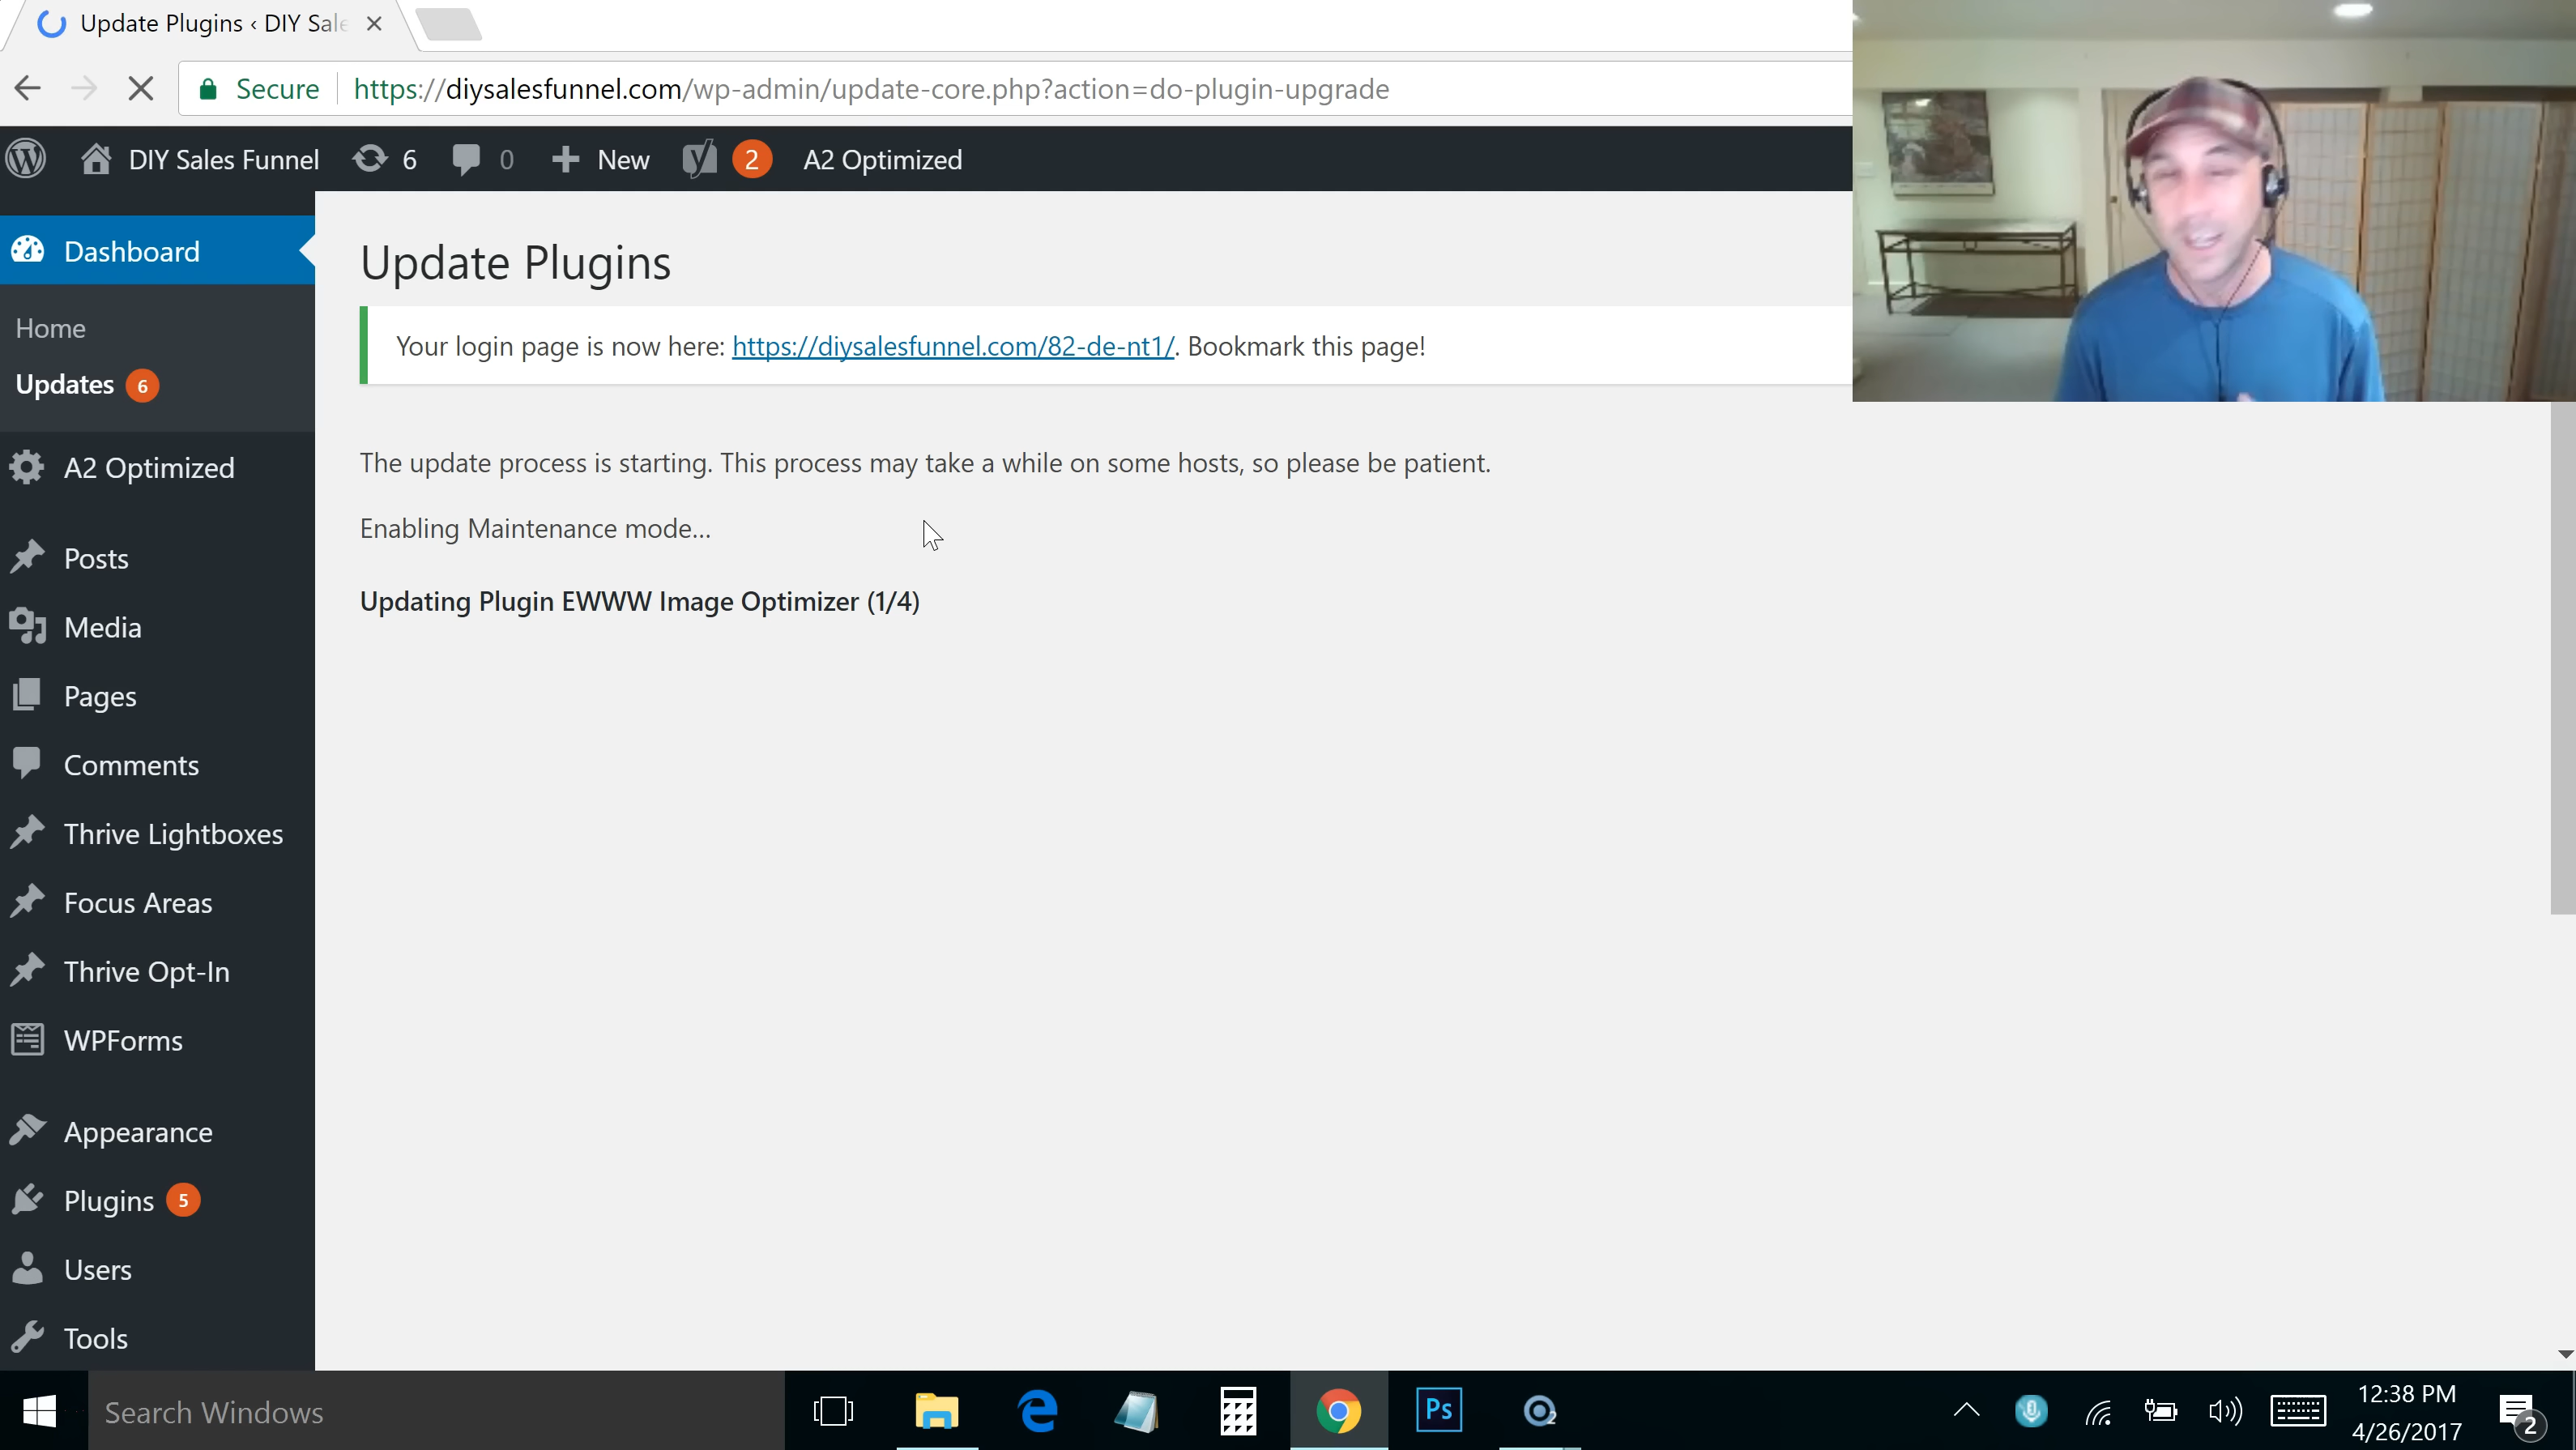 Update Plugins ‹ DIY Sale
Secure
https://diysalesfunnel.com/wp-admin/update-core.php?action=do-plugin-upgrade
DIY Sales Funnel
6
0
New
2
A2 Optimized
Dashboard
Home
Updates 6
A2 Optimized
Posts
Media
Pages
Comments
Thrive Lightboxes
Focus Areas
Thrive Opt-In
WPForms
Appearance
Plugins 5
Users
Tools
Update Plugins
Your login page is now here: https://diysalesfunnel.com/82-de-nt1/. Bookmark this page!
The update process is starting. This process may take a while on some hosts, so please be patient.
Enabling Maintenance mode...
Updating Plugin EWWW Image Optimizer (1/4)
Search Windows
Ps
2
12:38 PM
4/26/2017
2